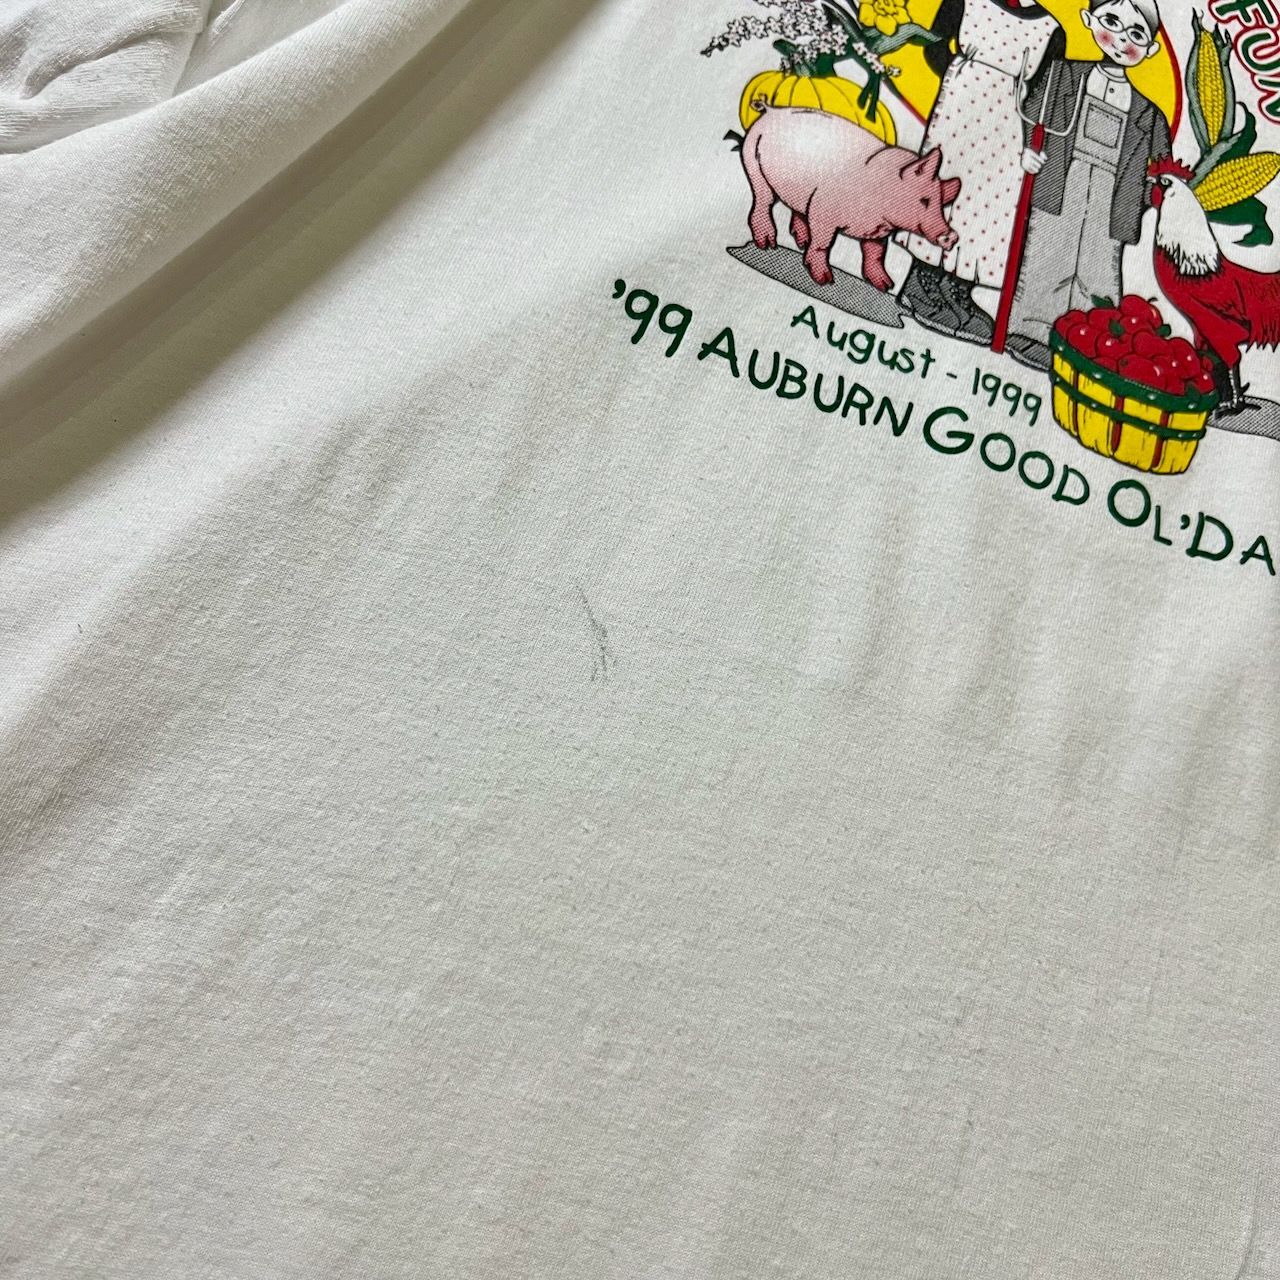 FUN
August - 1999
'99 AUBURN GOOD OL' DA